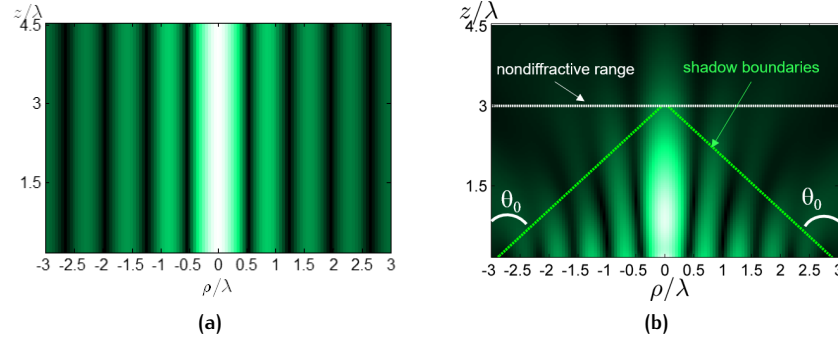 z/λ
4.5
3
1.5
-3 -2.5 -2 -1.5 -1 -0.5 0 0.5 1 1.5 2 2.5 3
ρ/λ
(a)
z/λ
4.5
nondiffractive range
shadow boundaries
3
1.5
θ0
θ0
-3 -2.5 -2 -1.5 -1 -0.5 0 0.5 1 1.5 2 2.5 3
ρ/λ
(b)